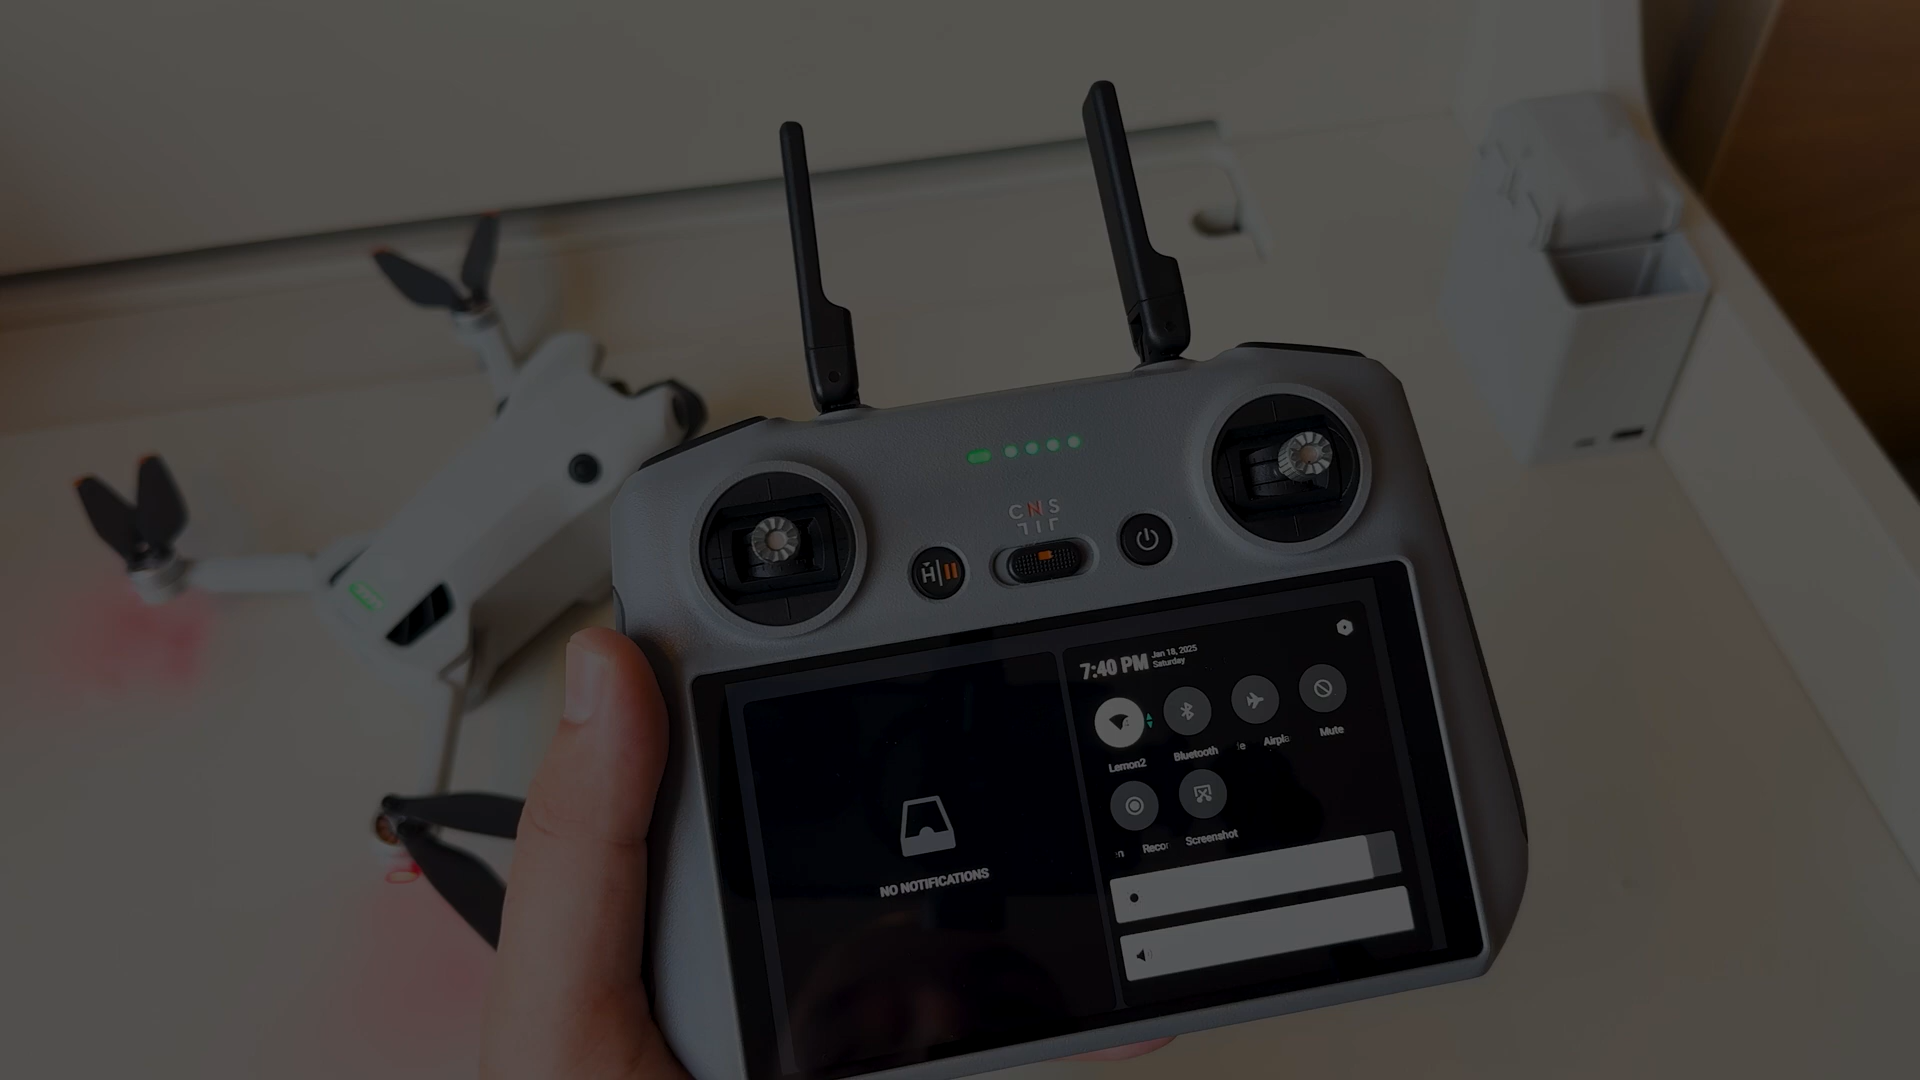 C N S
H
7:40 PM
Jan 18, 2025
Saturday
Lemon2
Bluetooth
Airpla
Mute
Recor
Screenshot
NO NOTIFICATIONS